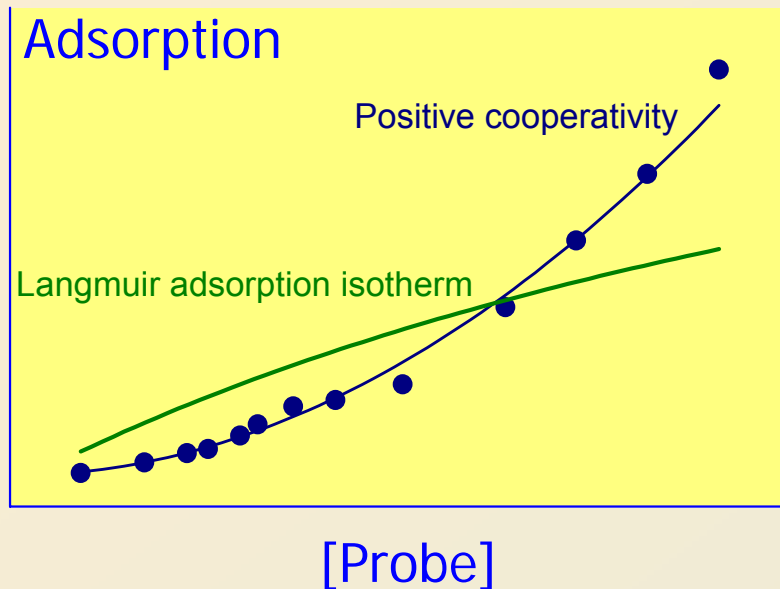 Adsorption
Positive cooperativity
Langmuir adsorption isotherm
[Probe]